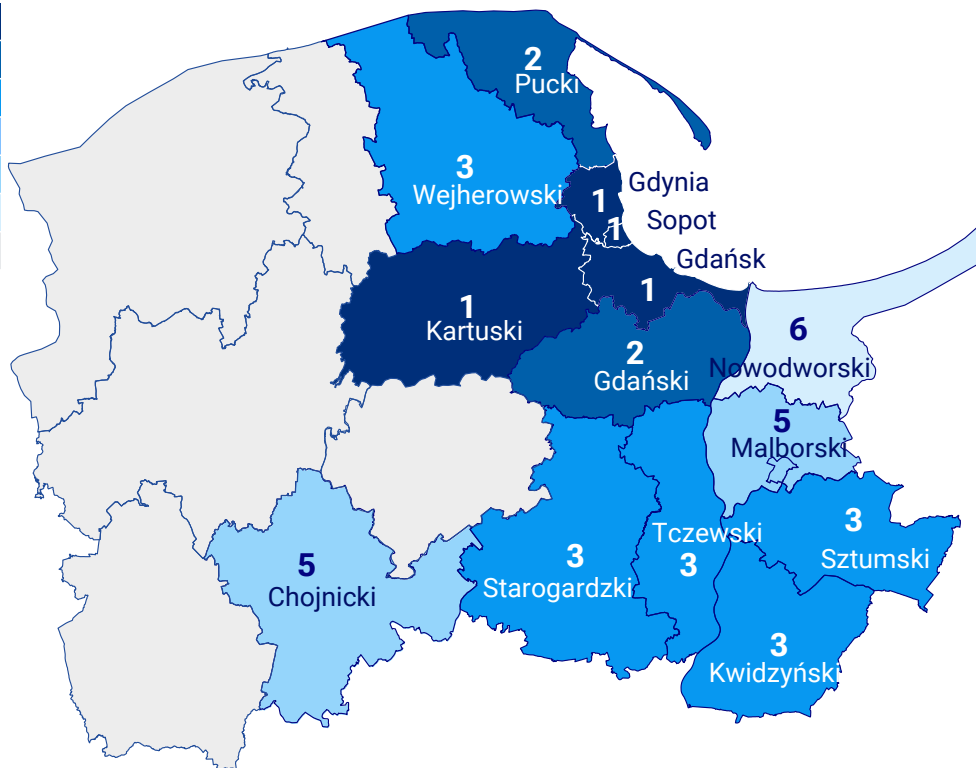 2
Pucki
3
Wejherowski
1
Gdynia
1
Sopot
Gdańsk
1
1
Kartuski
2
Gdański
6
Nowodworski
5
Malborski
5
Chojnicki
3
Starogardzki
Tczewski
3
3
Sztumski
3
Kwidzyński